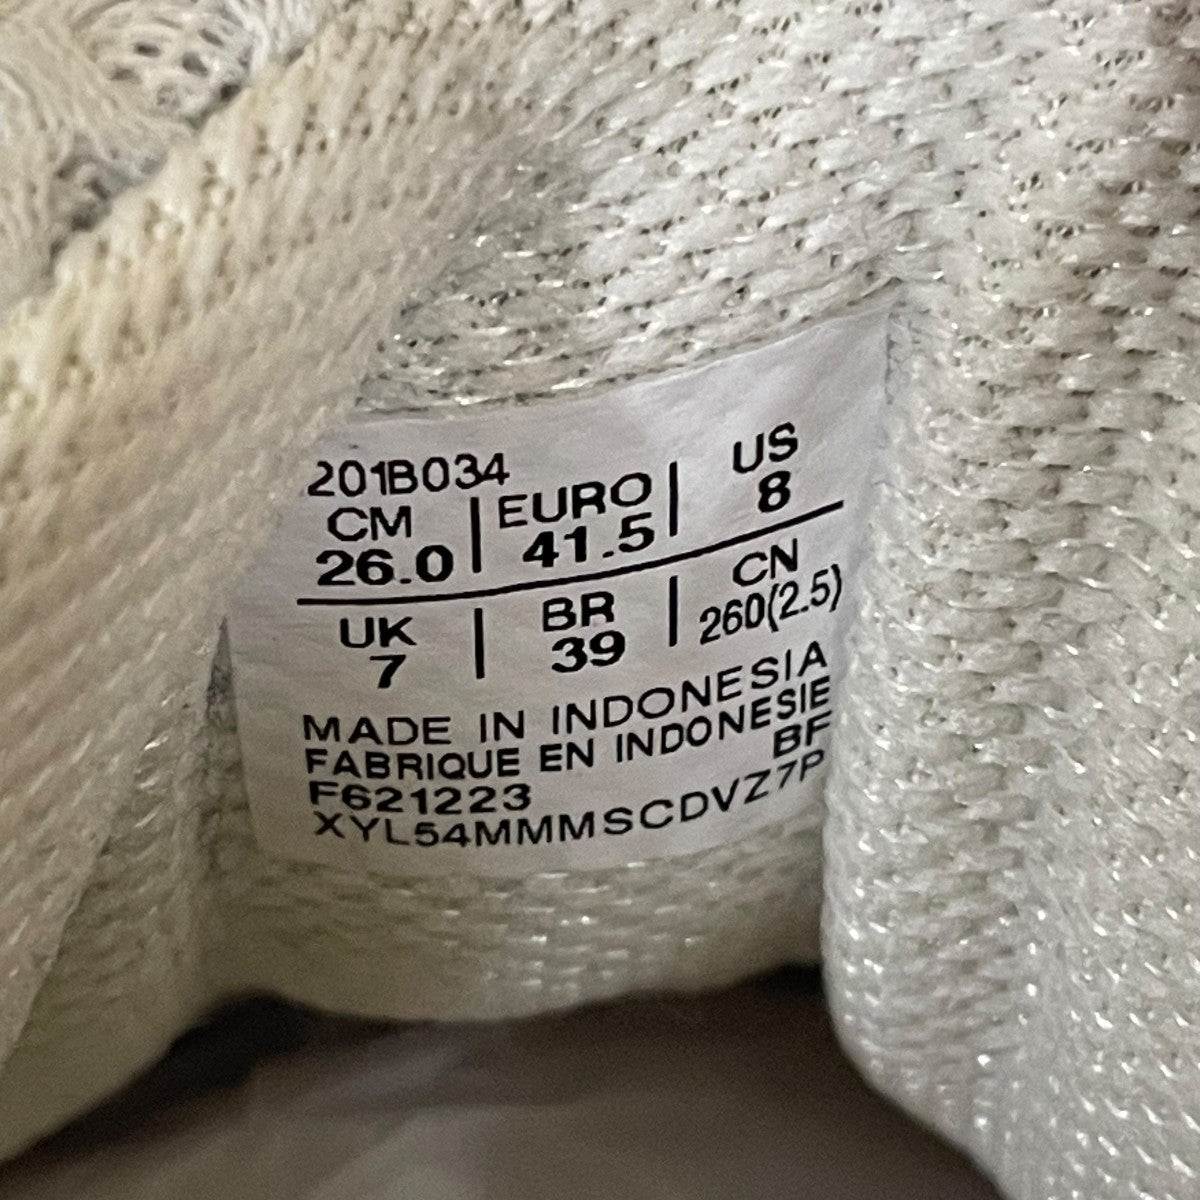 201B034
CM | EURO | US
26.0 | 41.5 | 8
UK | BR | CN
7 | 39 | 260(2.5)
MADE IN INDONESIA
FABRIQUE EN INDONESIE
BF
F621223
XYL54MMMSCDVZ7P